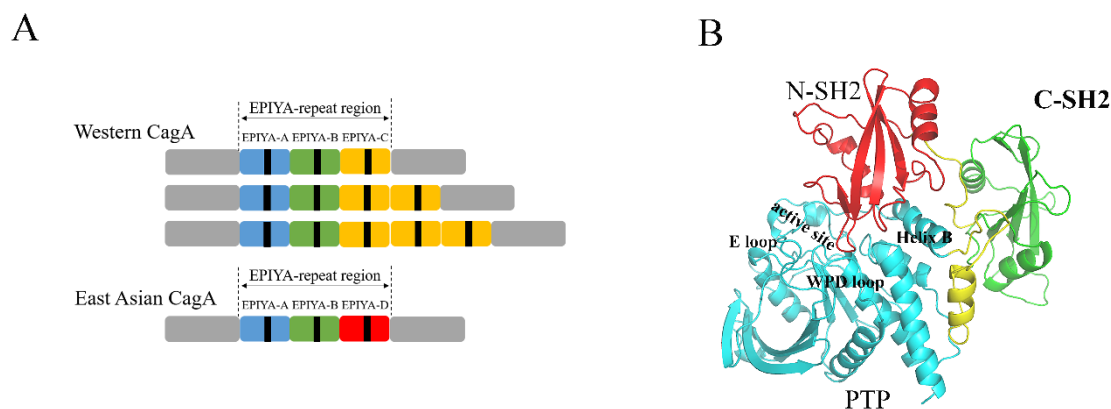 A
EPIYA-repeat region
Western CagA
EPIYA-A EPIYA-B EPIYA-C
EPIYA-repeat region
East Asian CagA
EPIYA-A EPIYA-B EPIYA-D
B
N-SH2
C-SH2
active site
E loop
Helix B
WPD loop
PTP